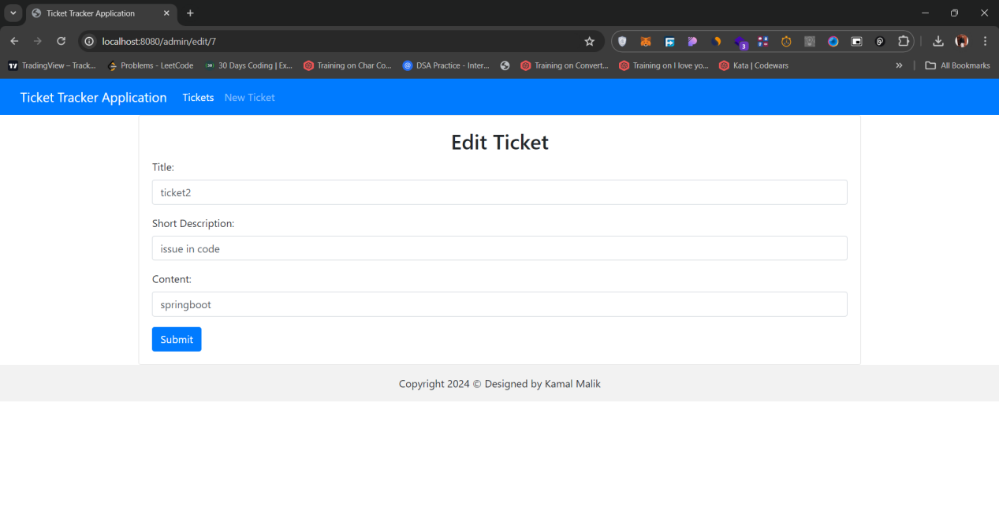 Ticket Tracker Application
localhost:8080/admin/edit/7
3
TradingView – Track... Problems - LeetCode 30 Days Coding | Ex... Training on Char Co... DSA Practice - Inter... Training on Convert... Training on I love yo... Kata | Codewars » All Bookmarks
Ticket Tracker Application Tickets New Ticket
Edit Ticket
Title:
ticket2
Short Description:
issue in code
Content:
springboot
Submit
Copyright 2024 © Designed by Kamal Malik